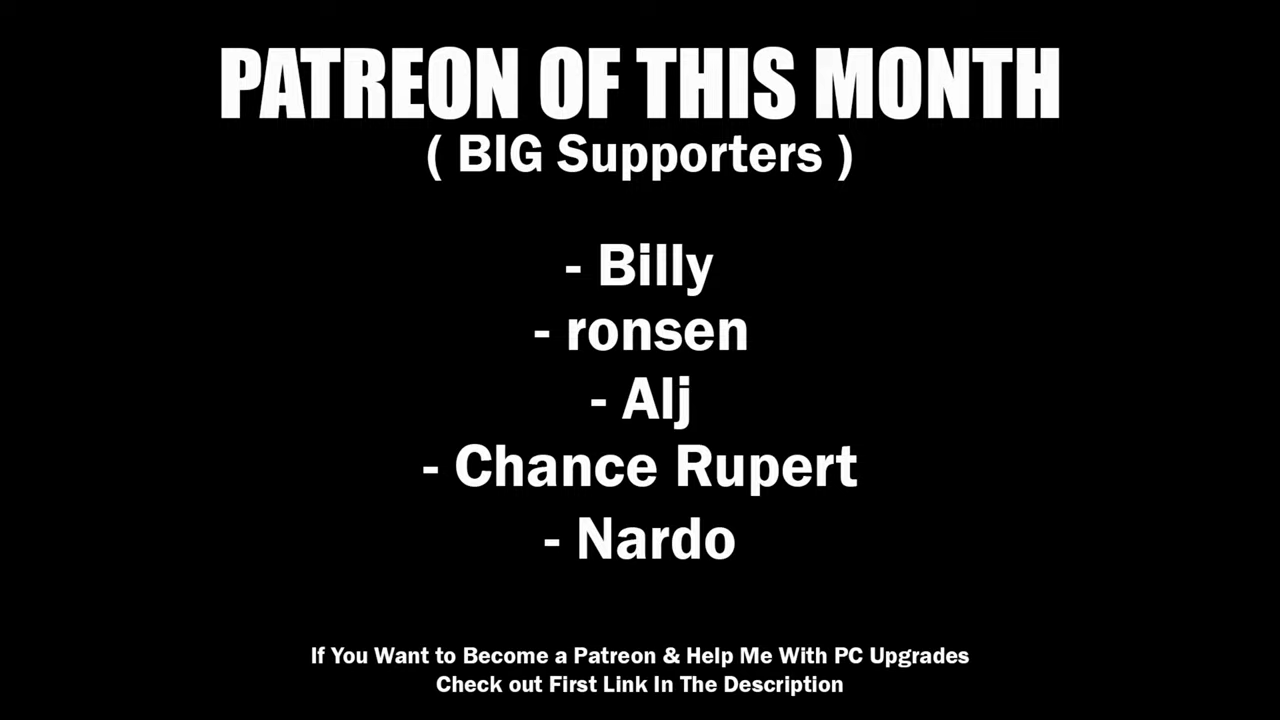 PATREON OF THIS MONTH
( BIG Supporters )
- Billy
- ronsen
- Alj
- Chance Rupert
- Nardo
If You Want to Become a Patreon & Help Me With PC Upgrades
Check out First Link In The Description